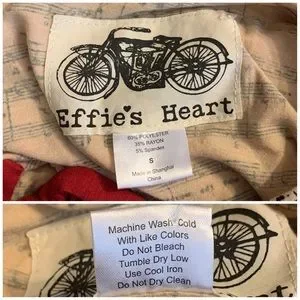 Effie's Heart
60% POLYESTER
35% RAYON
5% Spandex
S
Made in Shanghai
China
Machine Wash Cold
With Like Colors
Do Not Bleach
Tumble Dry Low
Use Cool Iron
Do Not Dry Clean